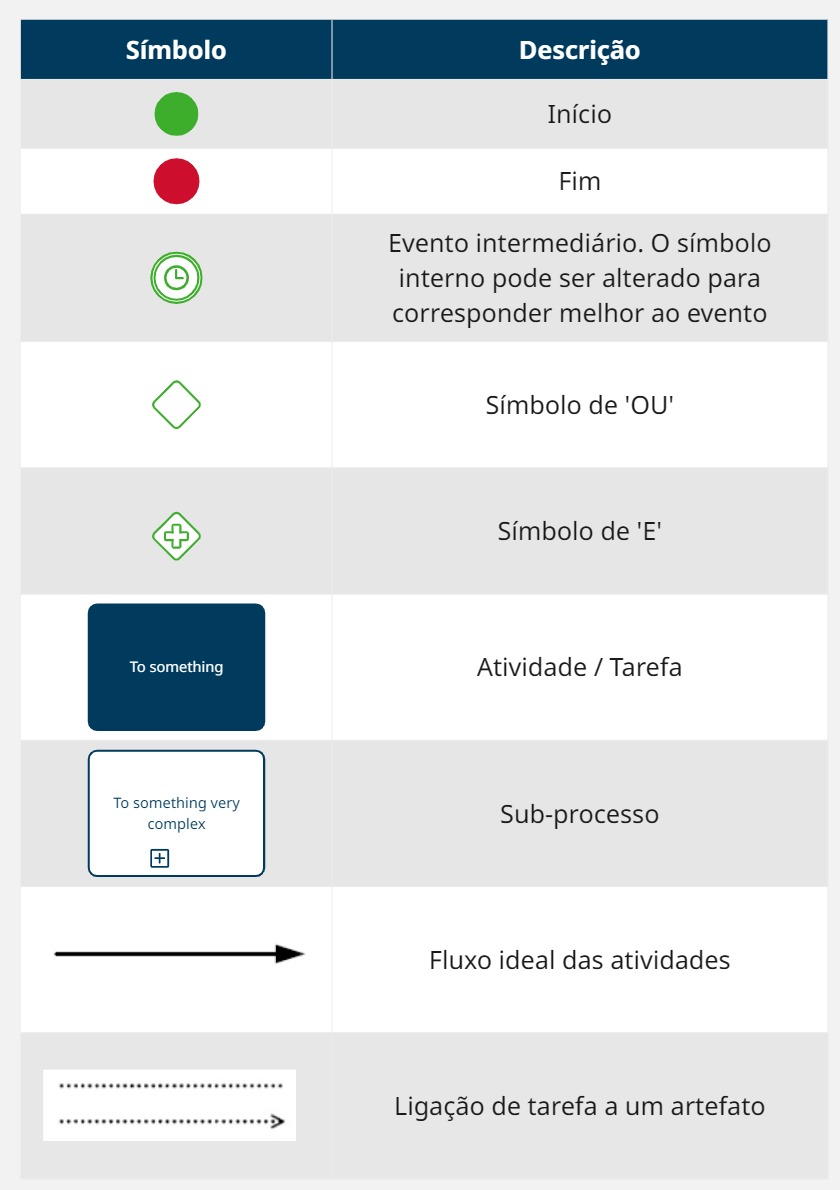 Símbolo
Descrição
Início
Fim
Evento intermediário. O símbolo
interno pode ser alterado para
corresponder melhor ao evento
Símbolo de 'OU'
Símbolo de 'E'
To something
Atividade / Tarefa
To something very
complex
Sub-processo
Fluxo ideal das atividades
Ligação de tarefa a um artefato